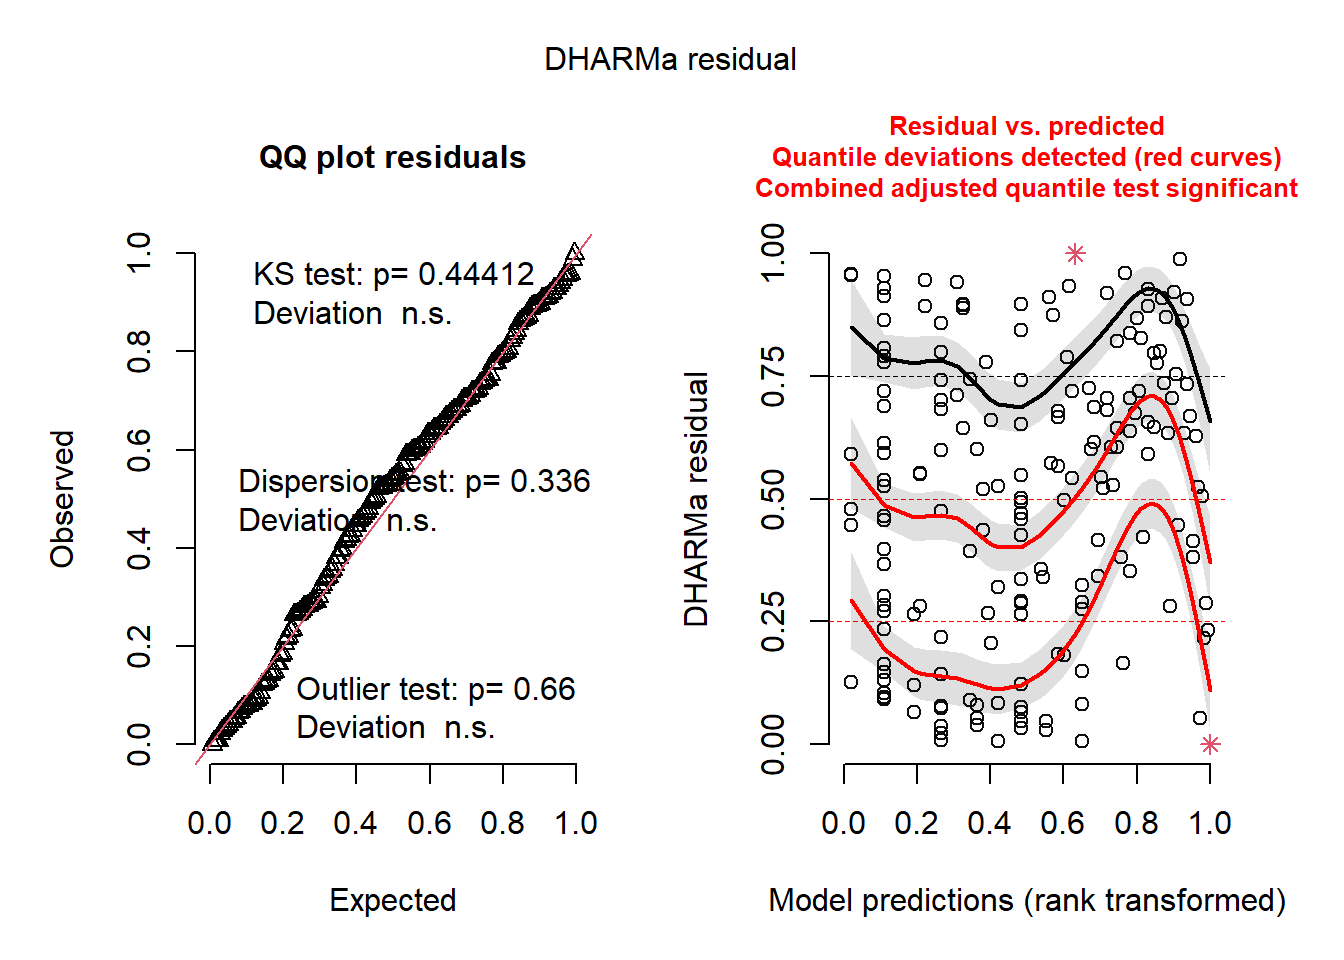 DHARMa residual
QQ plot residuals
KS test: p= 0.44412
Deviation  n.s.
Dispersion test: p= 0.336
Deviation  n.s.
Outlier test: p= 0.66
Deviation  n.s.
Observed
0.0
0.2
0.4
0.6
0.8
1.0
0.0 0.2 0.4 0.6 0.8 1.0
Expected
Residual vs. predicted
Quantile deviations detected (red curves)
Combined adjusted quantile test significant
DHARMa residual
0.00
0.25
0.50
0.75
1.00
0.0 0.2 0.4 0.6 0.8 1.0
Model predictions (rank transformed)